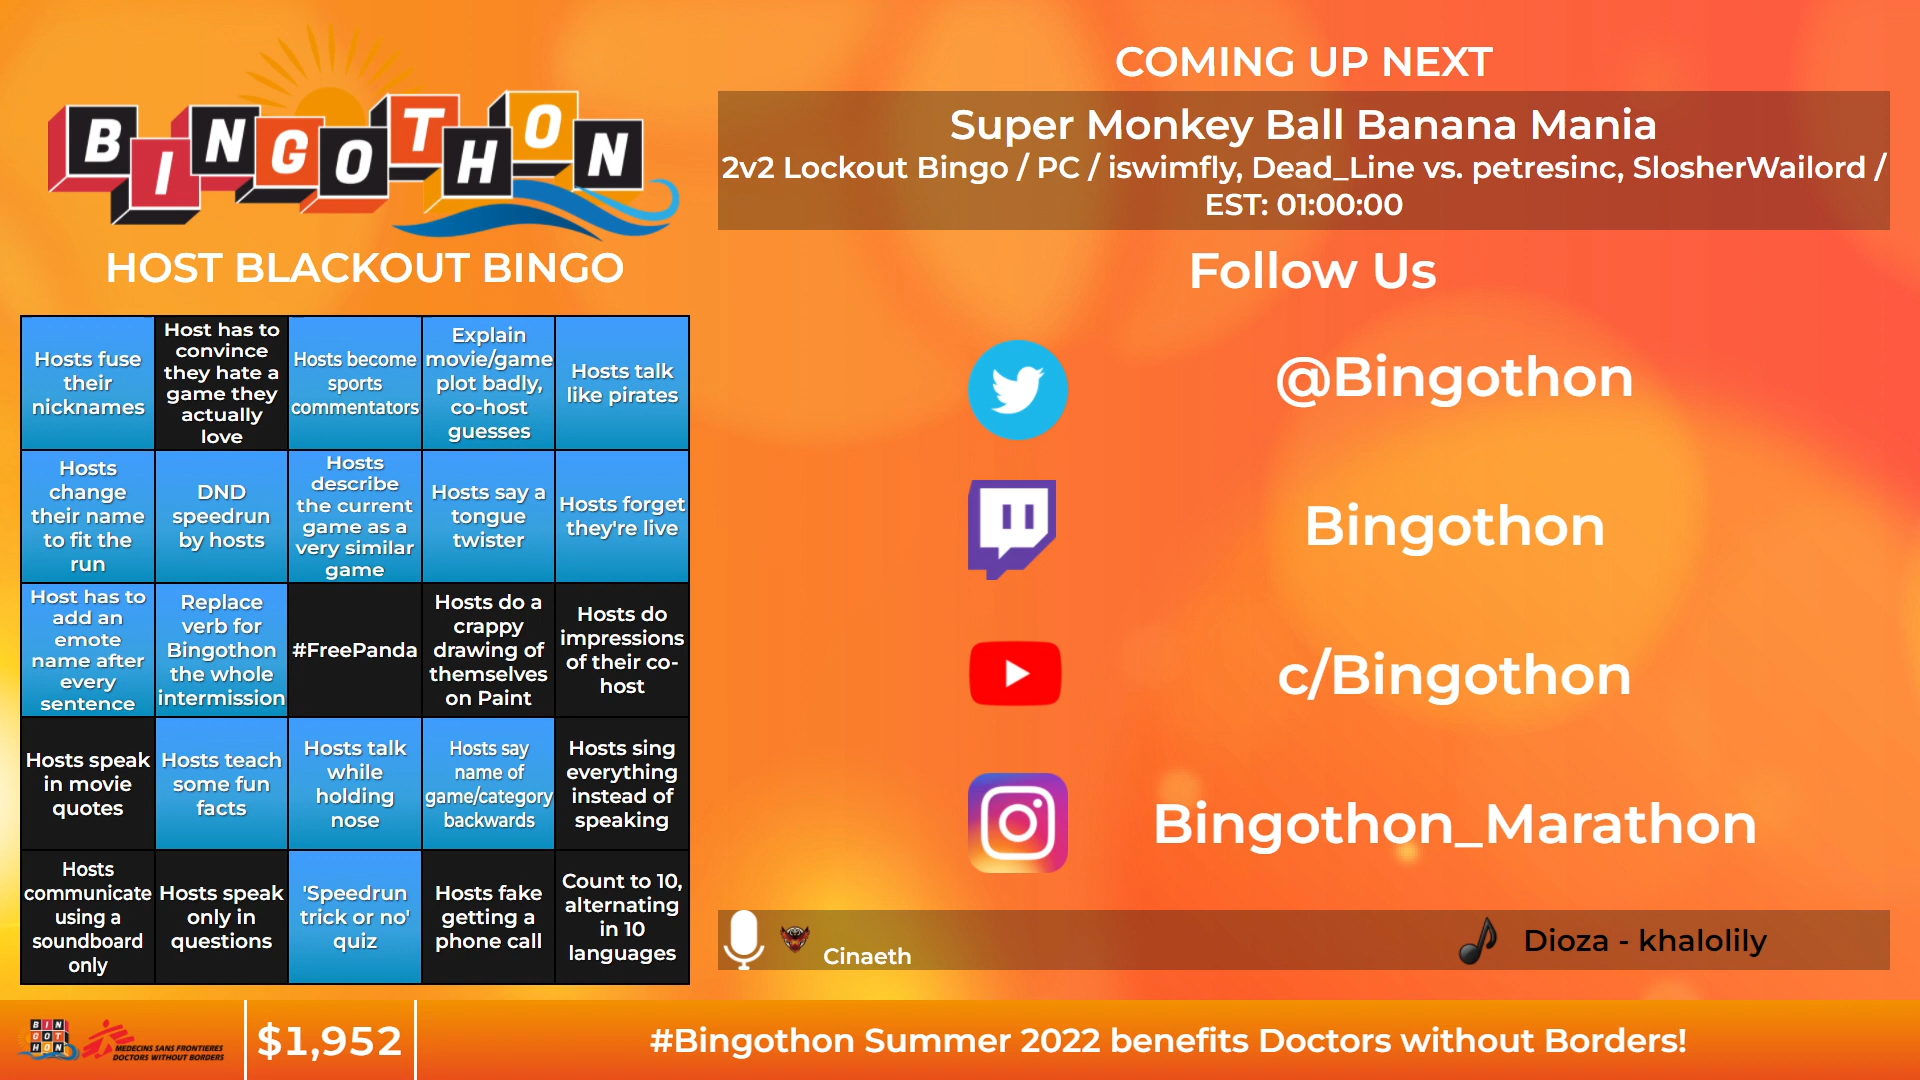 BINGOTHON
HOST BLACKOUT BINGO
Hosts fuse
their
nicknames
Host has to
convince
they hate a
game they
actually
love
Hosts become
sports
commentators
Explain
movie/game
plot badly,
co-host
guesses
Hosts talk
like pirates
Hosts
change
their name
to fit the
run
DND
speedrun
by hosts
Hosts
describe
the current
game as a
very similar
game
Hosts say a
tongue
twister
Hosts forget
they're live
Host has to
add an
emote
name after
every
sentence
Replace
verb for
Bingothon
the whole
intermission
#FreePanda
Hosts do a
crappy
drawing of
themselves
on Paint
Hosts do
impressions
of their co-
host
Hosts speak
in movie
quotes
Hosts teach
some fun
facts
Hosts talk
while
holding
nose
Hosts say
name of
game/category
backwards
Hosts sing
everything
instead of
speaking
Hosts
communicate
using a
soundboard
only
Hosts speak
only in
questions
'Speedrun
trick or no'
quiz
Hosts fake
getting a
phone call
Count to 10,
alternating
in 10
languages
COMING UP NEXT
Super Monkey Ball Banana Mania
2v2 Lockout Bingo / PC / iswimfly, Dead_Line vs. petresinc, SlosherWailord /
EST: 01:00:00
Follow Us
@Bingothon
Bingothon
c/Bingothon
Bingothon_Marathon
Cinaeth
Dioza - khalolily
BIN
GOT
HON
MEDECINS SANS FRONTIERES
DOCTORS WITHOUT BORDERS
$1,952
#Bingothon Summer 2022 benefits Doctors without Borders!